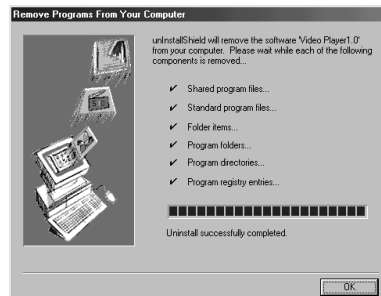 Remove Programs From Your Computer
unInstallShield will remove the software 'Video Player1.0'
from your computer. Please wait while each of the following
components is removed...
✔ Shared program files...
✔ Standard program files...
✔ Folder items...
✔ Program folders...
✔ Program directories...
✔ Program registry entries...
Uninstall successfully completed.
OK